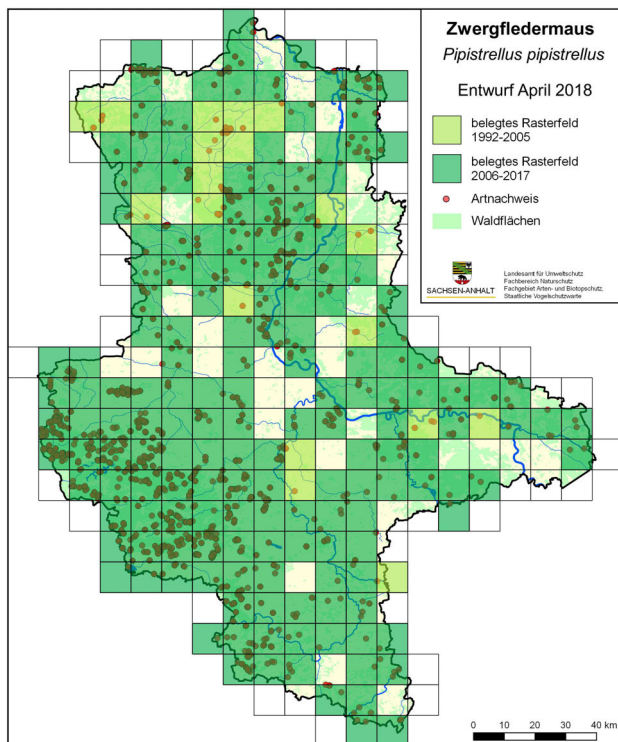 Zwergfledermaus
Pipistrellus pipistrellus
Entwurf April 2018
belegtes Rasterfeld
1992-2005
belegtes Rasterfeld
2006-2017
Artnachweis
Waldflächen
SACHSEN-ANHALT
Landesamt für Umweltschutz
Fachbereich Naturschutz
Fachgebiet Arten- und Biotopschutz,
Staatliche Vogelschutzwarte
0 10 20 30 40 km